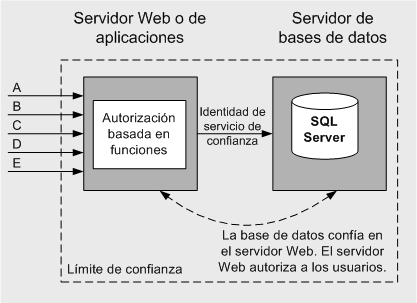 Servidor Web o de
aplicaciones
Servidor de
bases de datos
A
B
C
D
E
Autorización
basada en
funciones
Identidad de
servicio de
confianza
SQL
Server
La base de datos confía en
el servidor Web. El servidor
Web autoriza a los usuarios.
Límite de confianza